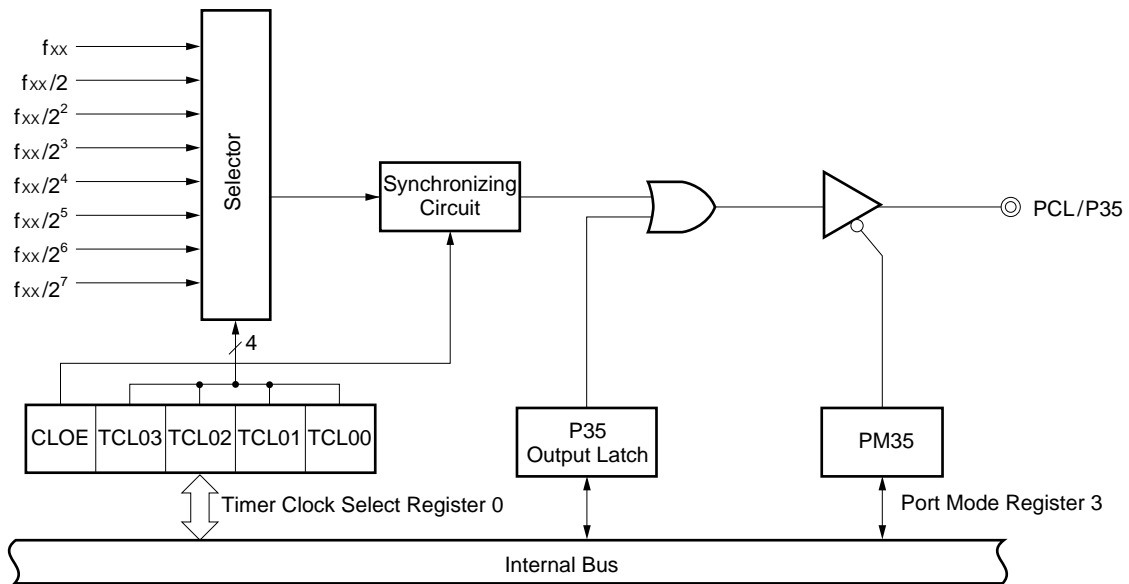 fxx
fxx/2
fxx/2²
fxx/2³
fxx/2⁴
fxx/2⁵
fxx/2⁶
fxx/2⁷
Selector
Synchronizing
Circuit
PCL/P35
4
CLOE TCL03 TCL02 TCL01 TCL00
P35
Output Latch
PM35
Timer Clock Select Register 0
Port Mode Register 3
Internal Bus